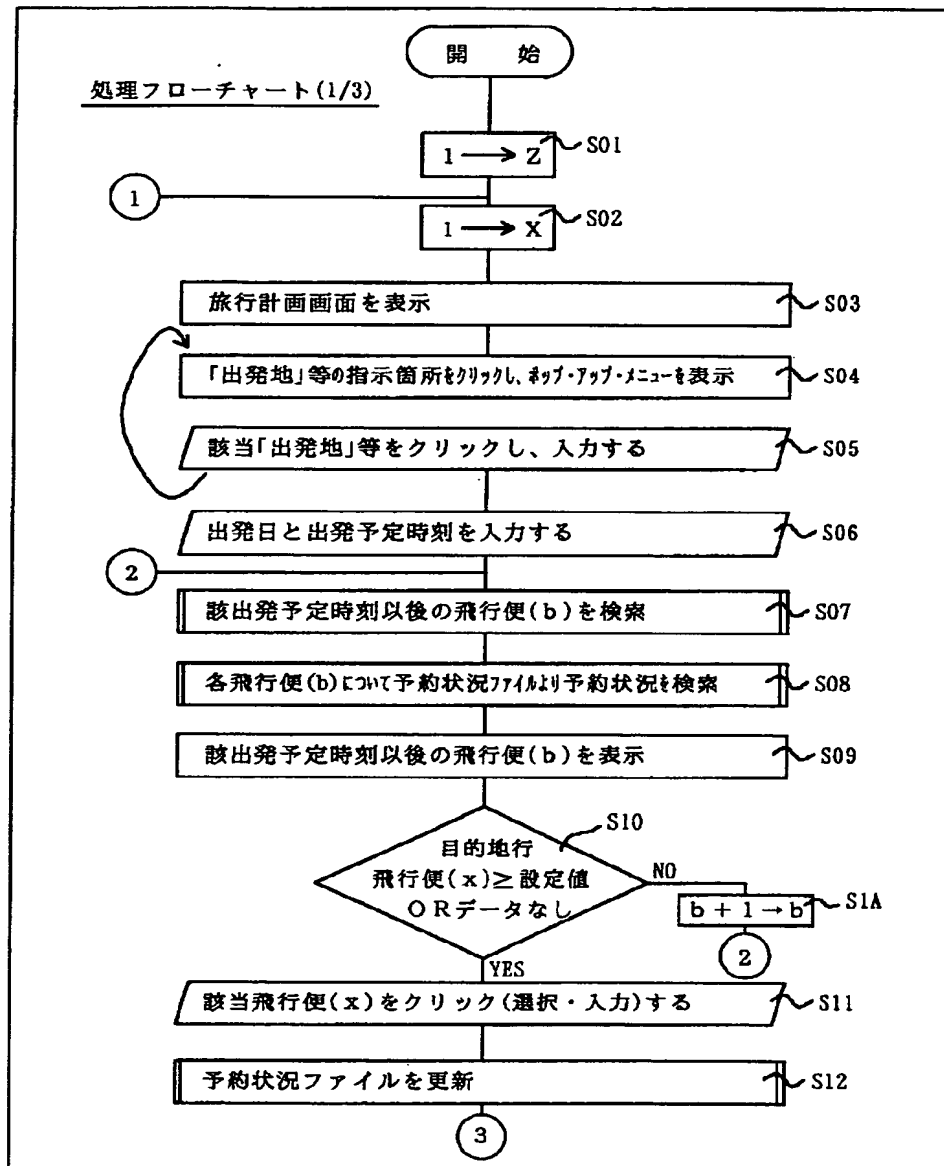 開 始
処理フローチャート(1/3)
1 → Z
S01
1
1 → X
S02
旅行計画画面を表示
S03
「出発地」等の指示箇所をクリックし、ポップ・アップ・メニューを表示
S04
該当「出発地」等をクリックし、入力する
S05
出発日と出発予定時刻を入力する
S06
2
該出発予定時刻以後の飛行便(b)を検索
S07
各飛行便(b)について予約状況ファイルより予約状況を検索
S08
該出発予定時刻以後の飛行便(b)を表示
S09
S10
目的地行
飛行便(x)≥設定値
ORデータなし
NO
b+1→b
S1A
2
YES
該当飛行便(x)をクリック(選択・入力)する
S11
予約状況ファイルを更新
S12
3